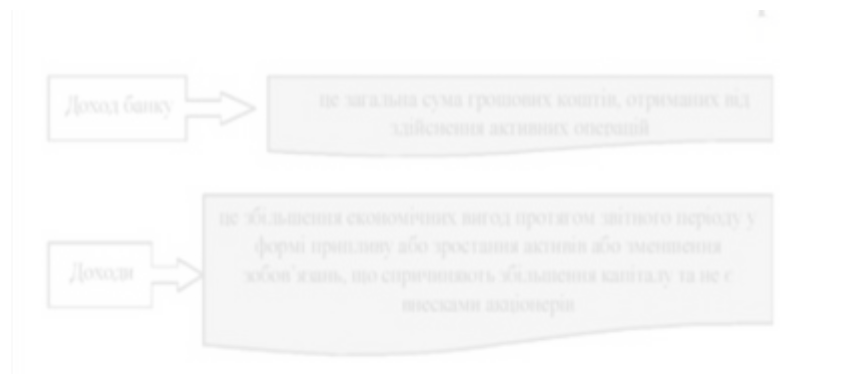 Доход банку
це загальна сума грошових коштів, отриманих від
здійснення активних операцій
це збільшення економічних вигод протягом звітного періоду у
формі припливу або зростання активів або зменшення
зобов'язань, що спричиняють збільшення капіталу та не є
внесками акціонерів
Доходи